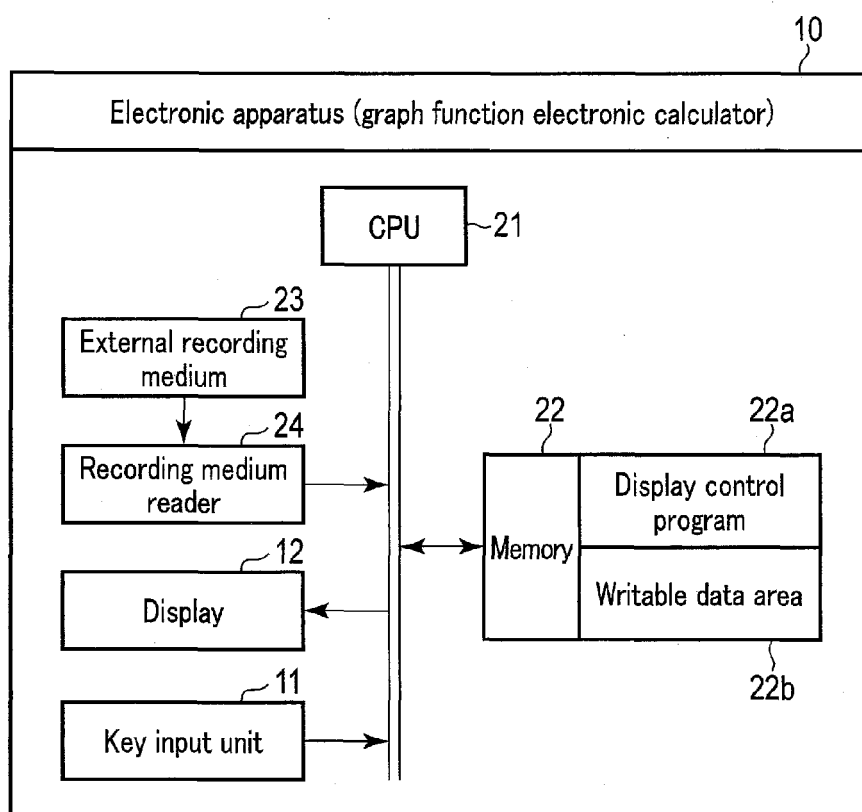 10
Electronic apparatus (graph function electronic calculator)
CPU
21
23
External recording
medium
24
Recording medium
reader
12
Display
11
Key input unit
22
22a
Memory
Display control
program
Writable data area
22b